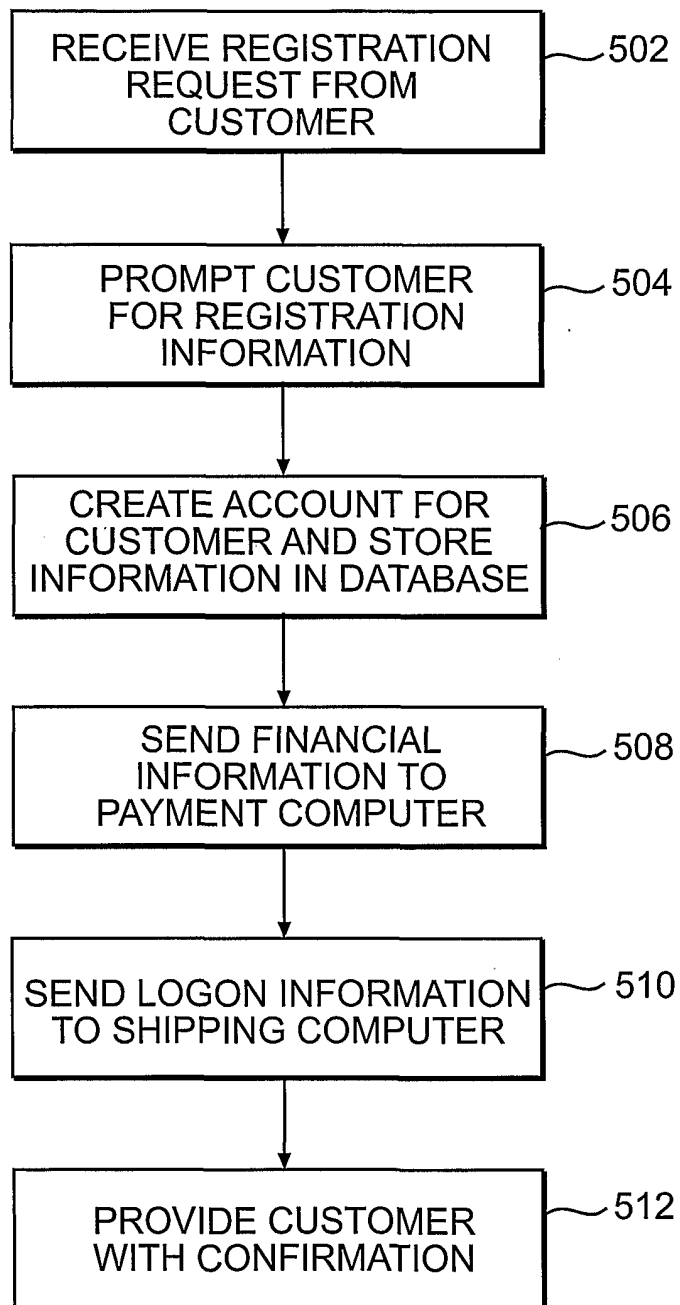 RECEIVE REGISTRATION
REQUEST FROM
CUSTOMER
502
PROMPT CUSTOMER
FOR REGISTRATION
INFORMATION
504
CREATE ACCOUNT FOR
CUSTOMER AND STORE
INFORMATION IN DATABASE
506
SEND FINANCIAL
INFORMATION TO
PAYMENT COMPUTER
508
SEND LOGON INFORMATION
TO SHIPPING COMPUTER
510
PROVIDE CUSTOMER
WITH CONFIRMATION
512